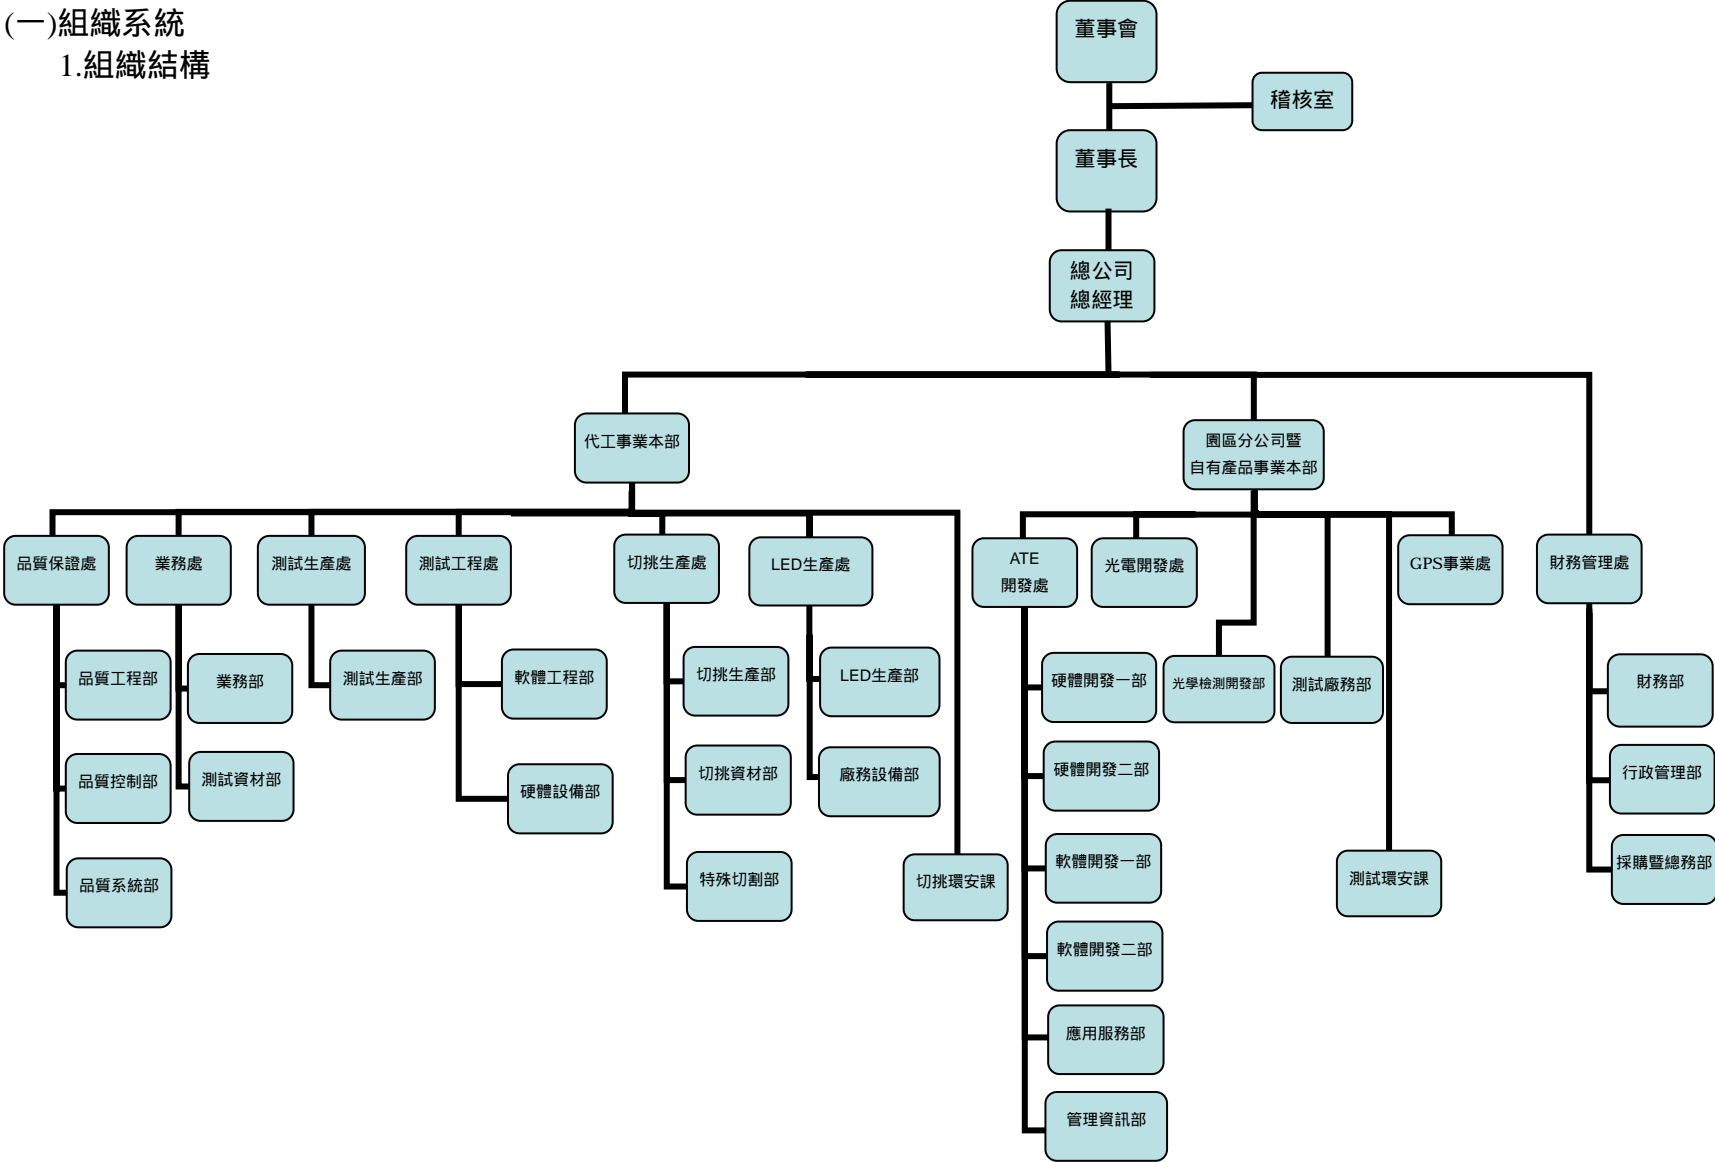 (一)組織系統
1.組織結構
董事會
稽核室
董事長
總公司
總經理
代工事業本部
園區分公司暨
自有產品事業本部
品質保證處
業務處
測試生產處
測試工程處
切挑生產處
LED生產處
ATE
開發處
光電開發處
GPS事業處
財務管理處
品質工程部
業務部
測試生產部
軟體工程部
切挑生產部
LED生產部
硬體開發一部
光學檢測開發部
測試廠務部
財務部
品質控制部
測試資材部
硬體設備部
切挑資材部
廠務設備部
硬體開發二部
行政管理部
品質系統部
特殊切割部
切挑環安課
軟體開發一部
測試環安課
採購暨總務部
軟體開發二部
應用服務部
管理資訊部